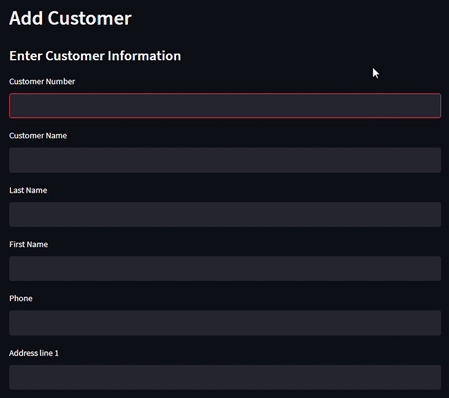 Add Customer
Enter Customer Information
Customer Number
Customer Name
Last Name
First Name
Phone
Address line 1